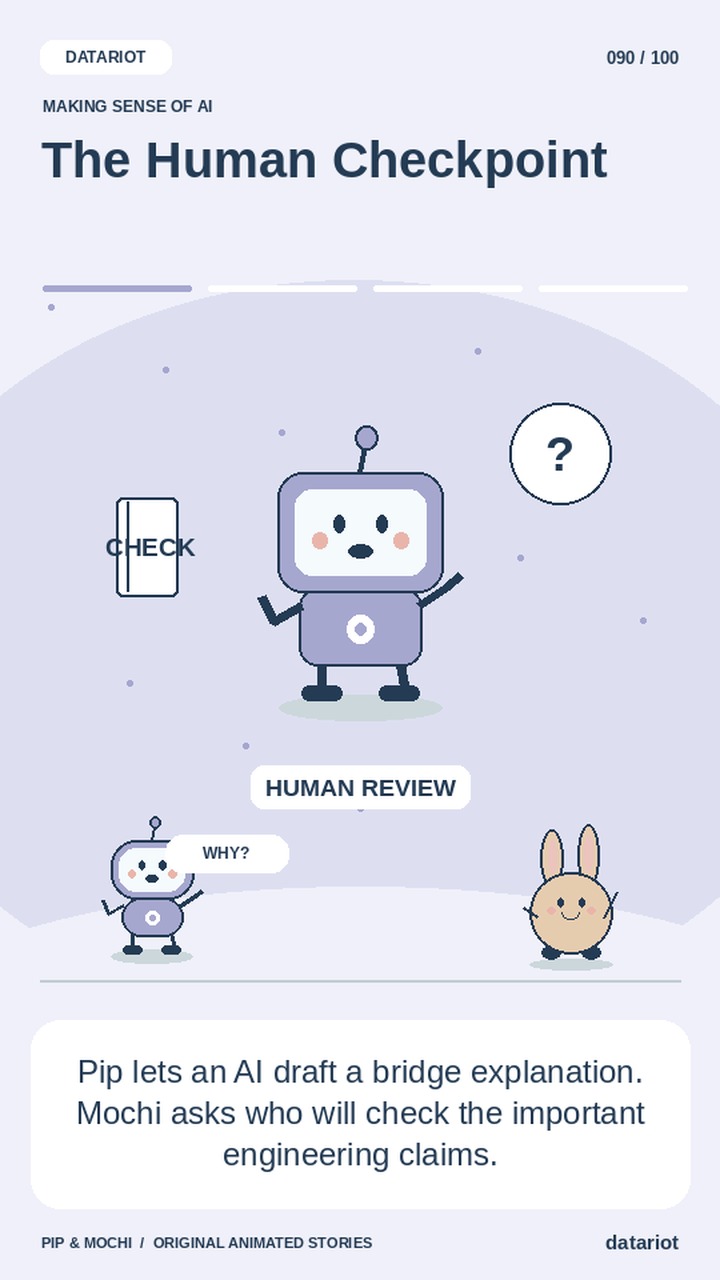 DATARIOT
090 / 100
MAKING SENSE OF AI
The Human Checkpoint
?
CHECK
HUMAN REVIEW
WHY?
Pip lets an AI draft a bridge explanation.
Mochi asks who will check the important
engineering claims.
PIP & MOCHI / ORIGINAL ANIMATED STORIES
datariot